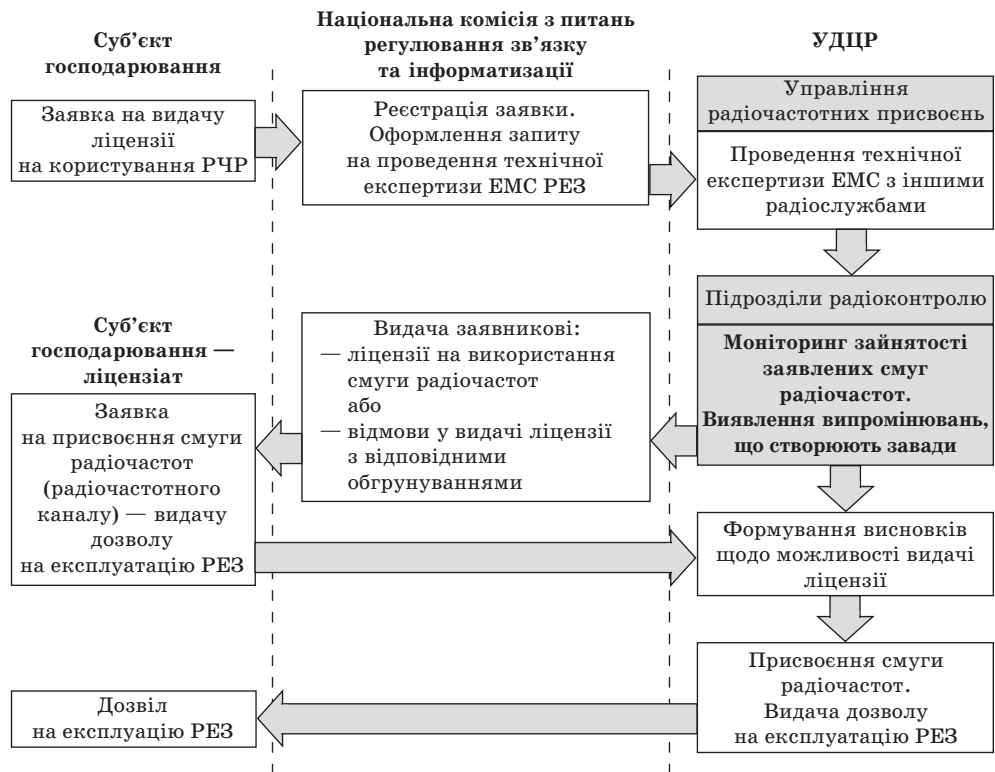 Суб’єкт
господарювання
Національна комісія з питань
регулювання зв’язку
та інформатизації
УДЦР
Заявка на видачу
ліцензії
на користування РЧР
Реєстрація заявки.
Оформлення запиту
на проведення технічної
експертизи ЕМС РЕЗ
Управління
радіочастотних присвоєнь
Проведення технічної
експертизи ЕМС з іншими
радіослужбами
Підрозділи радіоконтролю
Моніторинг зайнятості
заявлених смуг
радіочастот.
Виявлення випромінювань,
що створюють завади
Видача заявникові:
— ліцензії на використання
смуги радіочастот
або
— відмови у видачі ліцензії
з відповідними
обгрунуваннями
Суб’єкт
господарювання —
ліцензіат
Заявка
на присвоєння смуги
радіочастот
(радіочастотного
каналу) — видачу
дозволу
на експлуатацію РЕЗ
Формування висновків
щодо можливості видачі
ліцензії
Присвоєння смуги
радіочастот.
Видача дозволу
на експлуатацію РЕЗ
Дозвіл
на експлуацію РЕЗ